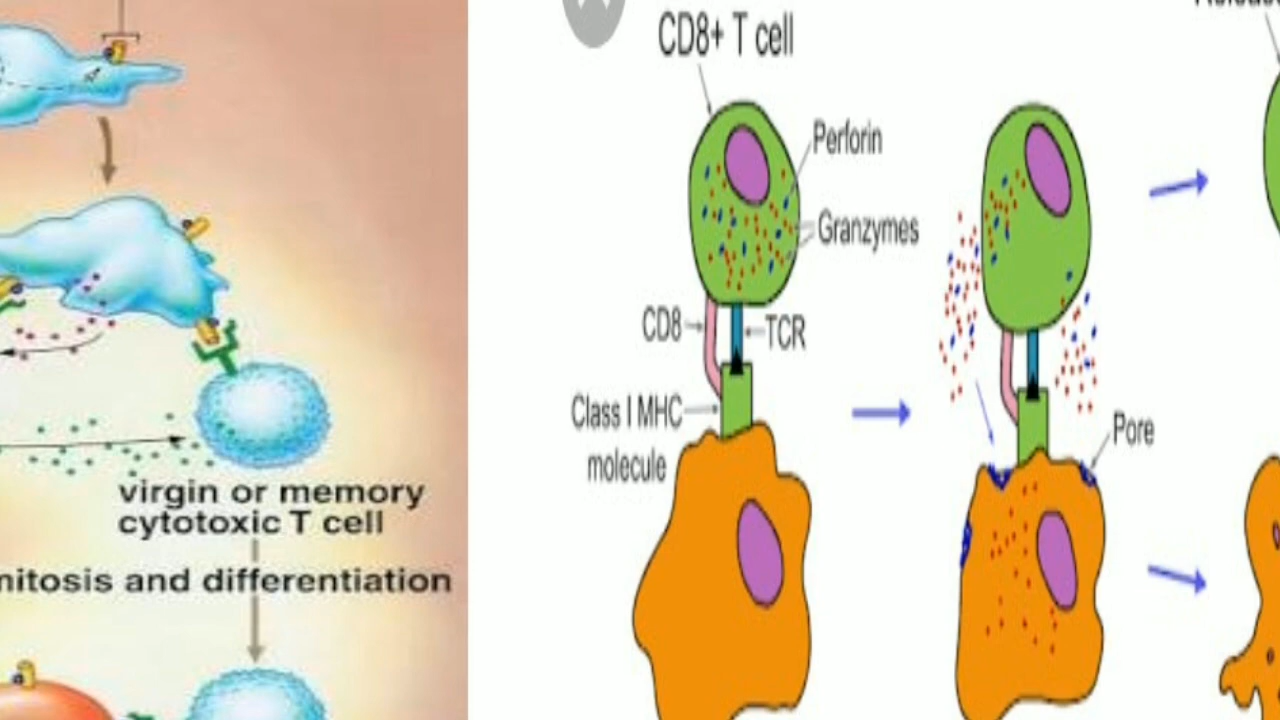 virgin or memory
cytotoxic T cell
mitosis and differentiation
CD8+ T cell
Perforin
Granzymes
CD8
TCR
Class I MHC
molecule
Pore